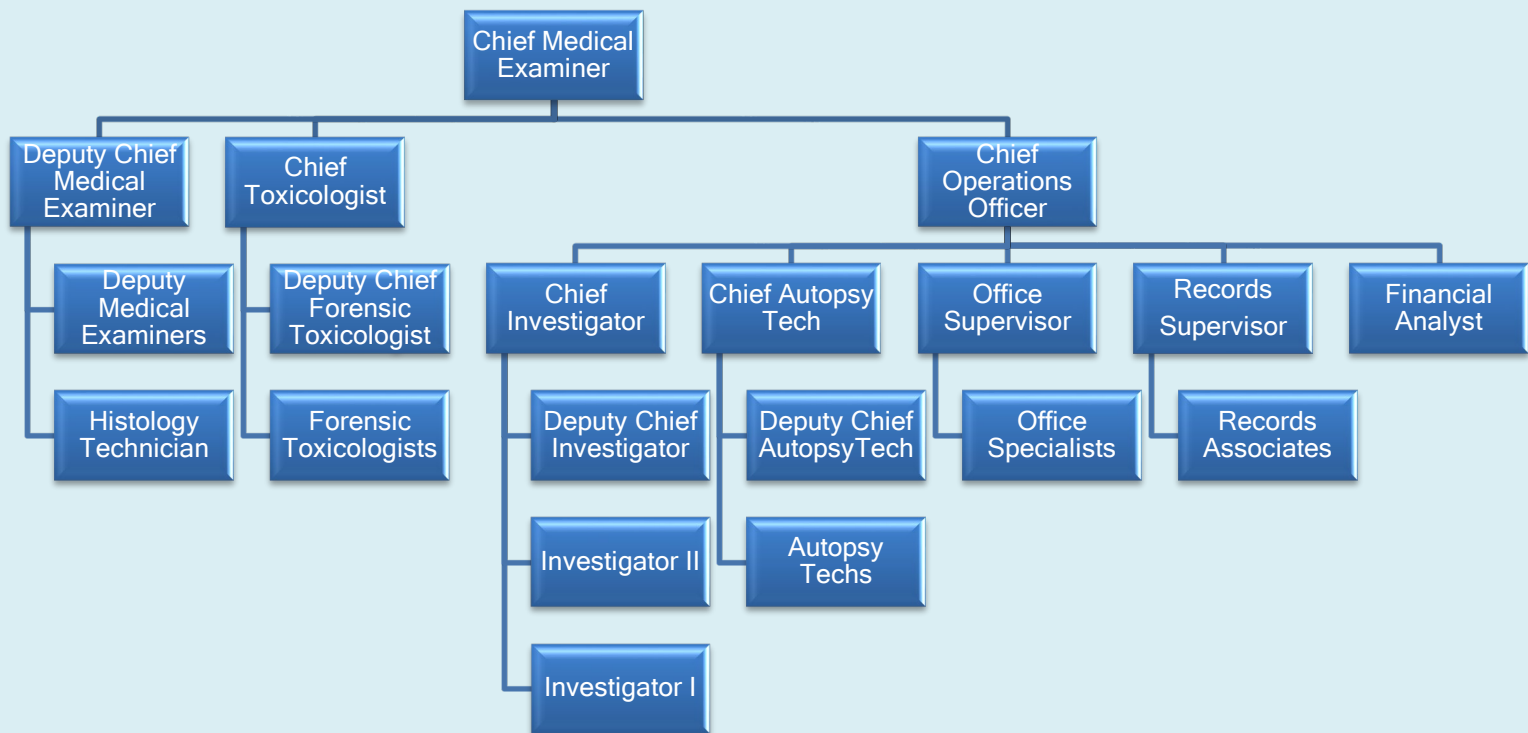 Chief Medical
Examiner
Deputy Chief
Medical
Examiner
Chief
Toxicologist
Chief
Operations
Officer
Deputy
Medical
Examiners
Histology
Technician
Deputy Chief
Forensic
Toxicologist
Forensic
Toxicologists
Chief
Investigator
Deputy Chief
Investigator
Investigator II
Investigator I
Chief Autopsy
Tech
Deputy Chief
AutopsyTech
Autopsy
Techs
Office
Supervisor
Office
Specialists
Records
Supervisor
Records
Associates
Financial
Analyst